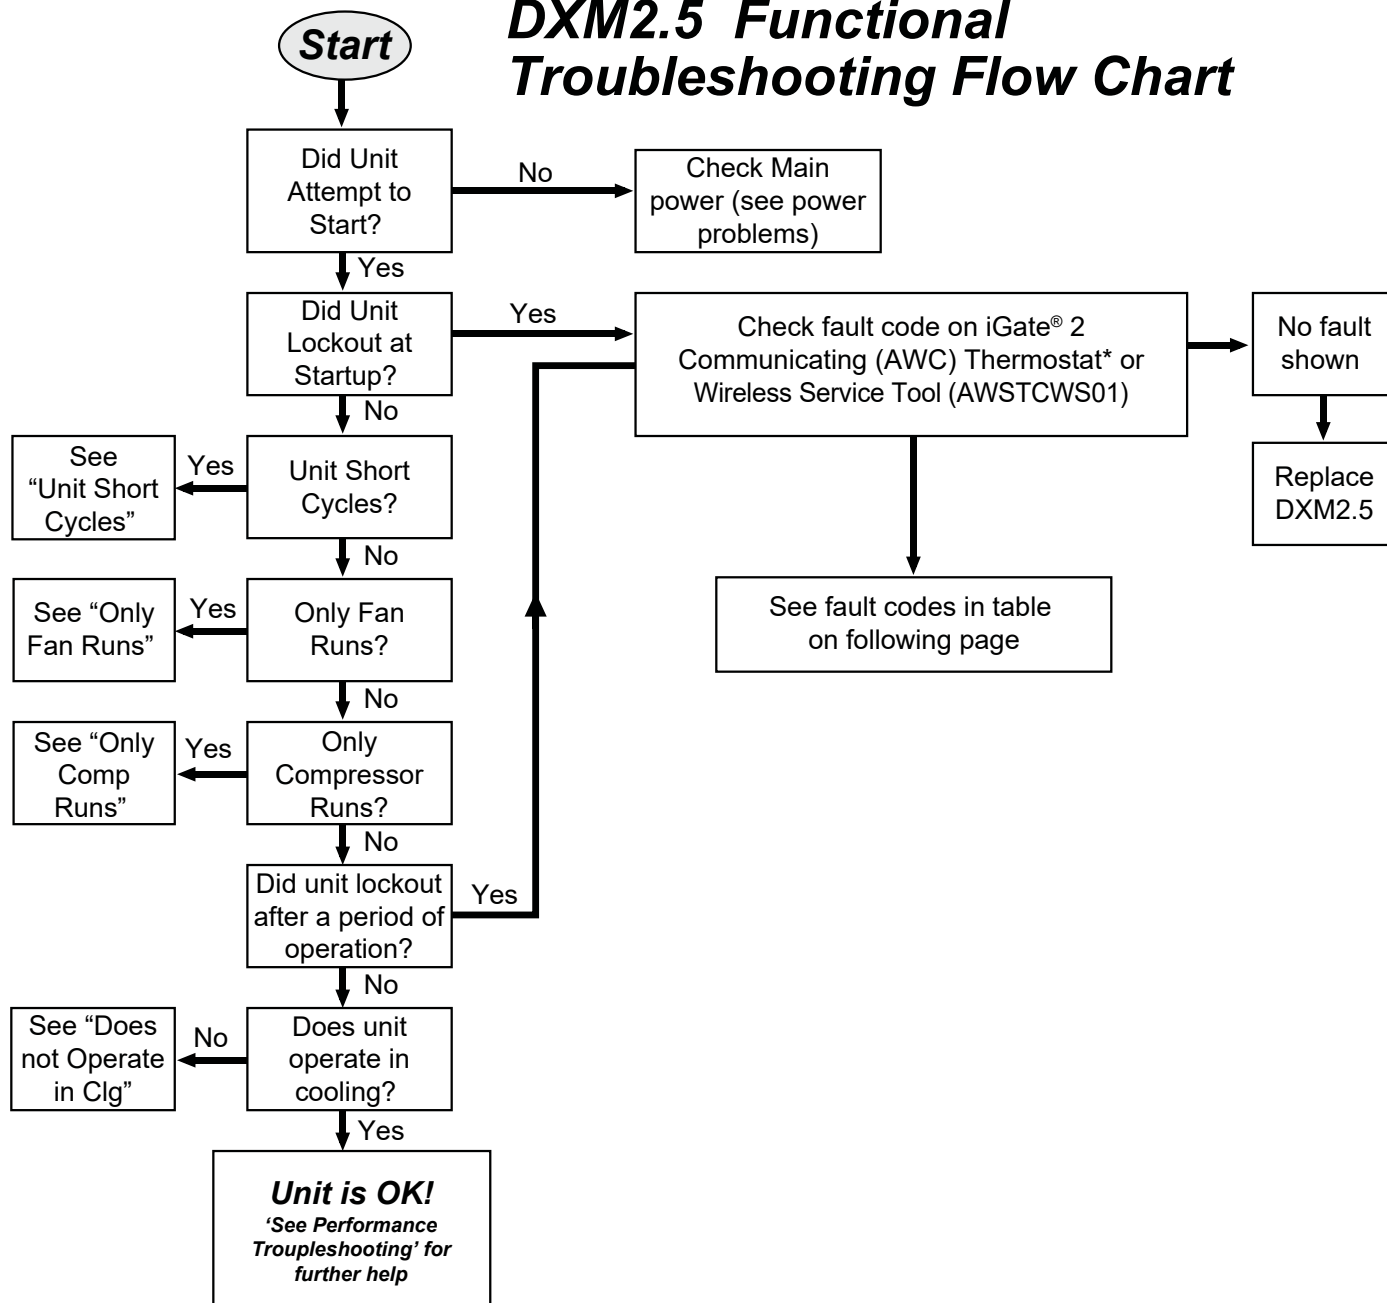 DXM2.5 Functional
Troubleshooting Flow Chart
Start
Did Unit
Attempt to
Start?
No
Check Main
power (see power
problems)
Yes
Did Unit
Lockout at
Startup?
Yes
Check fault code on iGate® 2
Communicating (AWC) Thermostat* or
Wireless Service Tool (AWSTCWS01)
No fault
shown
No
See
“Unit Short
Cycles”
Yes
Unit Short
Cycles?
Replace
DXM2.5
No
See “Only
Fan Runs”
Yes
Only Fan
Runs?
See fault codes in table
on following page
No
See “Only
Comp
Runs”
Yes
Only
Compressor
Runs?
No
Did unit lockout
after a period of
operation?
Yes
No
See “Does
not Operate
in Clg”
No
Does unit
operate in
cooling?
Yes
Unit is OK!
‘See Performance
Troupleshooting’ for
further help